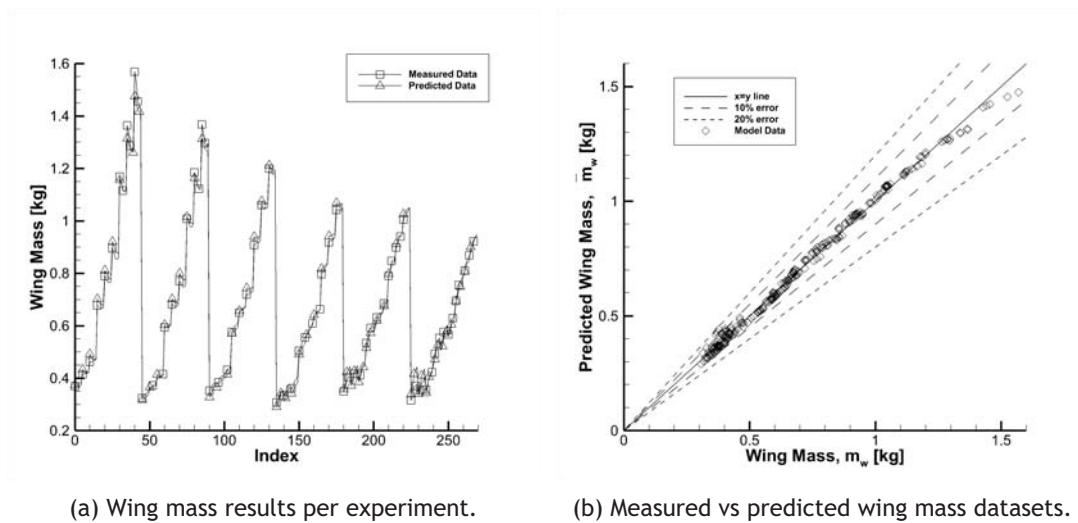 1.6
1.4
1.2
1
0.8
0.6
0.4
0.2
Wing Mass [kg]
Measured Data
Predicted Data
0 50 100 150 200 250
Index
(a) Wing mass results per experiment.
1.5
1
0.5
0
Predicted Wing Mass, m_w [kg]
x=y line
10% error
20% error
Model Data
0 0.5 1 1.5
Wing Mass, m_w [kg]
(b) Measured vs predicted wing mass datasets.